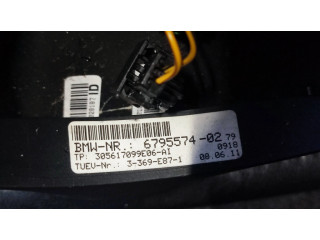 ID
BMW-NR.: 6795574-02 79
TP: 305617099E06-AI 0918
TUEV-Nr.: 3-369-E87-1 08.06.11